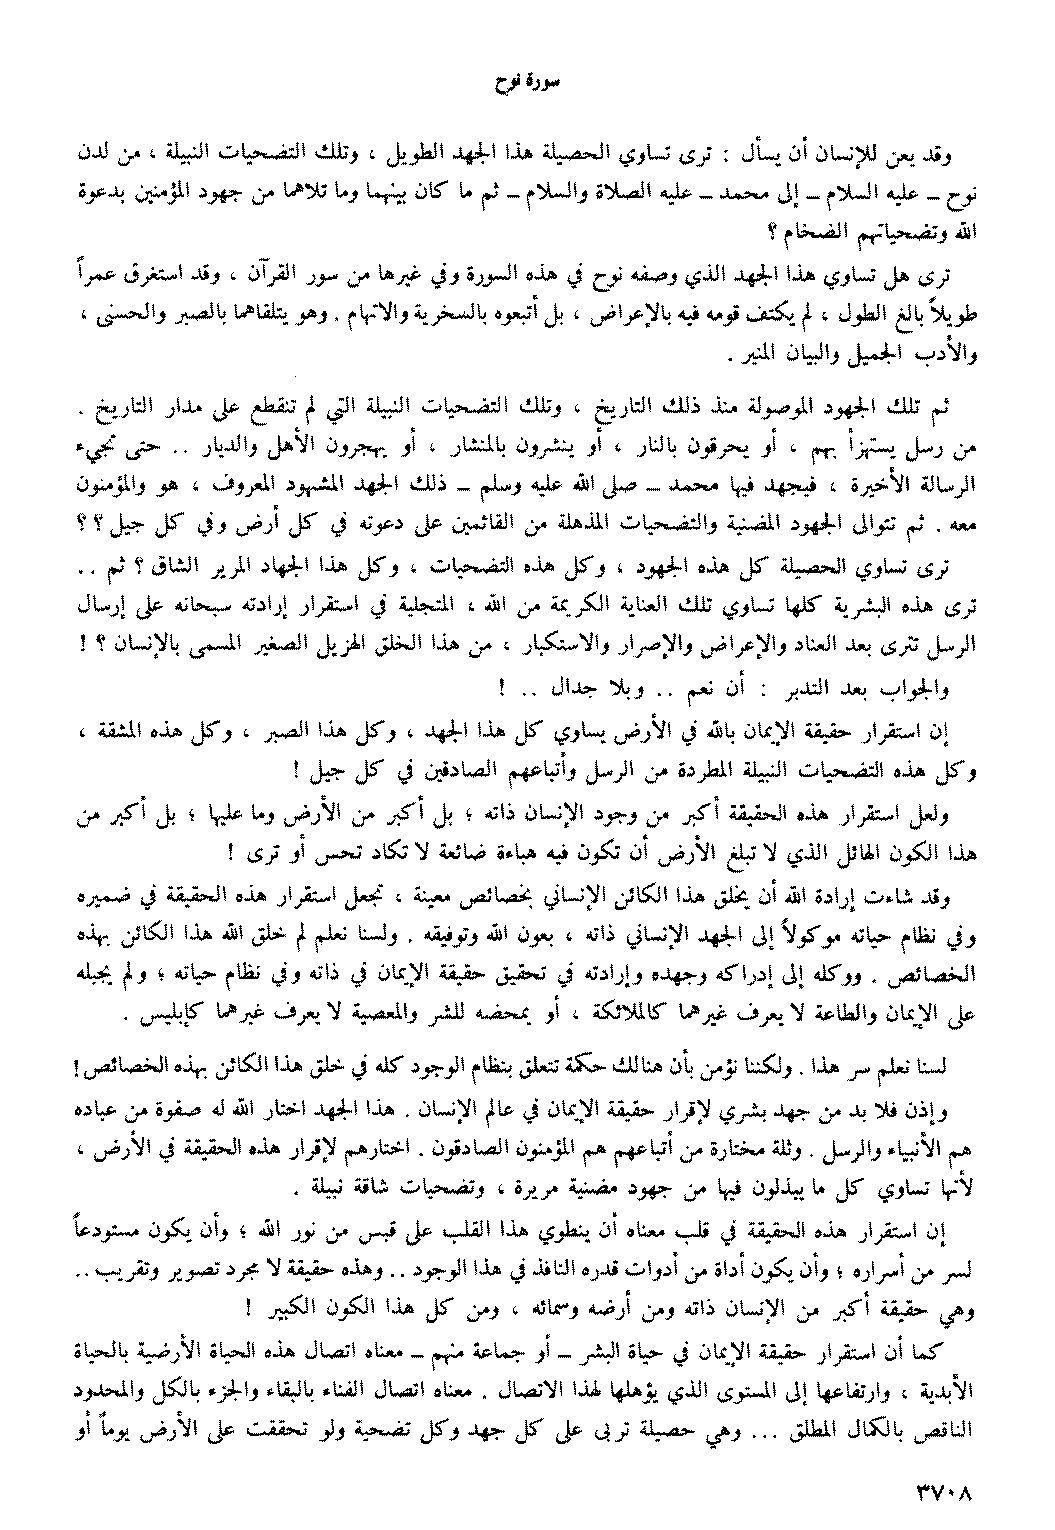 سورة نوح
وقد يعن للإنسان أن يسأل : ترى تساوي الحصيلة هذا الجهد الطويل ، وتلك التضحيات النبيلة ، من لدن
نوح – عليه السلام – إلى محمد – عليه الصلاة والسلام – ثم ما كان بينهما وما تلاهما من جهود المؤمنين بدعوة
الله وتضحياتهم الضخام ؟
ترى هل تساوي هذا الجهد الذي وصفه نوح في هذه السورة وفي غيرها من سور القرآن ، وقد استغرق عمراً
طويلاً بالغ الطول ، لم يكتف قومه فيه بالإعراض ، بل أتبعوه بالسخرية والاتهام . وهو يتلقاهما بالصبر والحسنى ،
والأدب الجميل والبيان المنير .
ثم تلك الجهود الموصولة منذ ذلك التاريخ ، وتلك التضحيات النبيلة التي لم تنقطع على مدار التاريخ .
من رسل يستهزأ بهم ، أو يحرقون بالنار ، أو ينشرون بالمنشار ، أو يهجرون الأهل والديار .. حتى تجيء
الرسالة الأخيرة ، فيجهد فيها محمد – صلى الله عليه وسلم – ذلك الجهد المشهود المعروف ، هو والمؤمنون
معه . ثم تتوالى الجهود المضنية والتضحيات المذهلة من القائمين على دعوته في كل أرض وفي كل جيل ؟ ؟
ترى تساوي الحصيلة كل هذه الجهود ، وكل هذه التضحيات ، وكل هذا الجهاد المرير الشاق ؟ ثم ..
ترى هذه البشرية كلها تساوي تلك العناية الكريمة من الله ، المتجلية في استقرار إرادته سبحانه على إرسال
الرسل تترى بعد العناد والإعراض والإصرار والاستكبار ، من هذا الخلق الهزيل الصغير المسمى بالإنسان ؟ !
والجواب بعد التدبر : أن نعم .. وبلا جدال .. !
إن استقرار حقيقة الإيمان بالله في الأرض يساوي كل هذا الجهد ، وكل هذا الصبر ، وكل هذه المشقة ،
وكل هذه التضحيات النبيلة المطردة من الرسل وأتباعهم الصادقين في كل جيل !
ولعل استقرار هذه الحقيقة أكبر من وجود الإنسان ذاته ؛ بل أكبر من الأرض وما عليها ؛ بل أكبر من
هذا الكون الهائل الذي لا تبلغ الأرض أن تكون فيه هباءة ضائعة لا تكاد تحس أو ترى !
وقد شاءت إرادة الله أن يخلق هذا الكائن الإنساني بخصائص معينة ، تجعل استقرار هذه الحقيقة في ضميره
وفي نظام حياته موكولاً إلى الجهد الإنساني ذاته ، بعون الله وتوفيقه . ولسنا نعلم لم خلق الله هذا الكائن بهذه
الخصائص . ووكله إلى إدراكه وجهده وإرادته في تحقيق حقيقة الإيمان في ذاته وفي نظام حياته ؛ ولم يجبله
على الإيمان والطاعة لا يعرف غيرهما كالملائكة ، أو يمحضه للشر والمعصية لا يعرف غيرهما كإبليس .
لسنا نعلم سر هذا . ولكننا نؤمن بأن هنالك حكمة تتعلق بنظام الوجود كله في خلق هذا الكائن بهذه الخصائص !
وإذن فلا بد من جهد بشري لإقرار حقيقة الإيمان في عالم الإنسان . هذا الجهد اختار الله له صفوة من عباده
هم الأنبياء والرسل . وثلة مختارة من أتباعهم هم المؤمنون الصادقون . اختارهم لإقرار هذه الحقيقة في الأرض ،
لأنها تساوي كل ما يبذلون فيها من جهود مضنية مريرة ، وتضحيات شاقة نبيلة .
إن استقرار هذه الحقيقة في قلب معناه أن ينطوي هذا القلب على قبس من نور الله ؛ وأن يكون مستودعاً
لسر من أسراره ؛ وأن يكون أداة من أدوات قدره النافذ في هذا الوجود .. وهذه حقيقة لا مجرد تصوير وتقريب ..
وهي حقيقة أكبر من الإنسان ذاته ومن أرضه وسمائه ، ومن كل هذا الكون الكبير !
كما أن استقرار حقيقة الإيمان في حياة البشر – أو جماعة منهم – معناه اتصال هذه الحياة الأرضية بالحياة
الأبدية ، وارتفاعها إلى المستوى الذي يؤهلها لهذا الاتصال . معناه اتصال الفناء بالبقاء والجزء بالكل والمحدود
الناقص بالكمال المطلق ... وهي حصيلة تربى على كل جهد وكل تضحية ولو تحققت على الأرض يوماً أو
٣٧٠٨